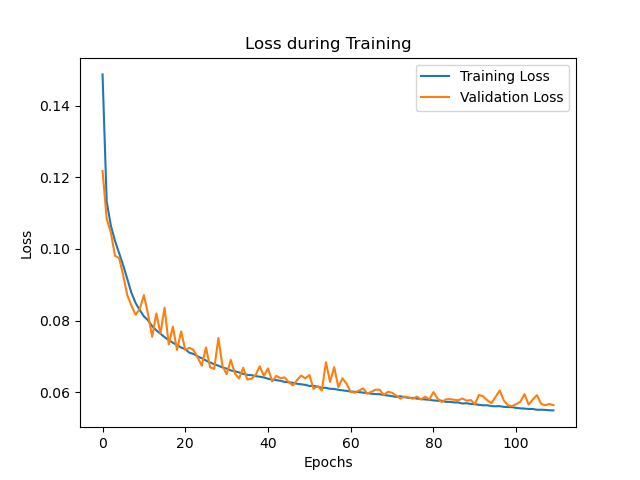 Loss during Training
Training Loss
Validation Loss
0.14
0.12
0.10
0.08
0.06
Loss
0
20
40
60
80
100
Epochs